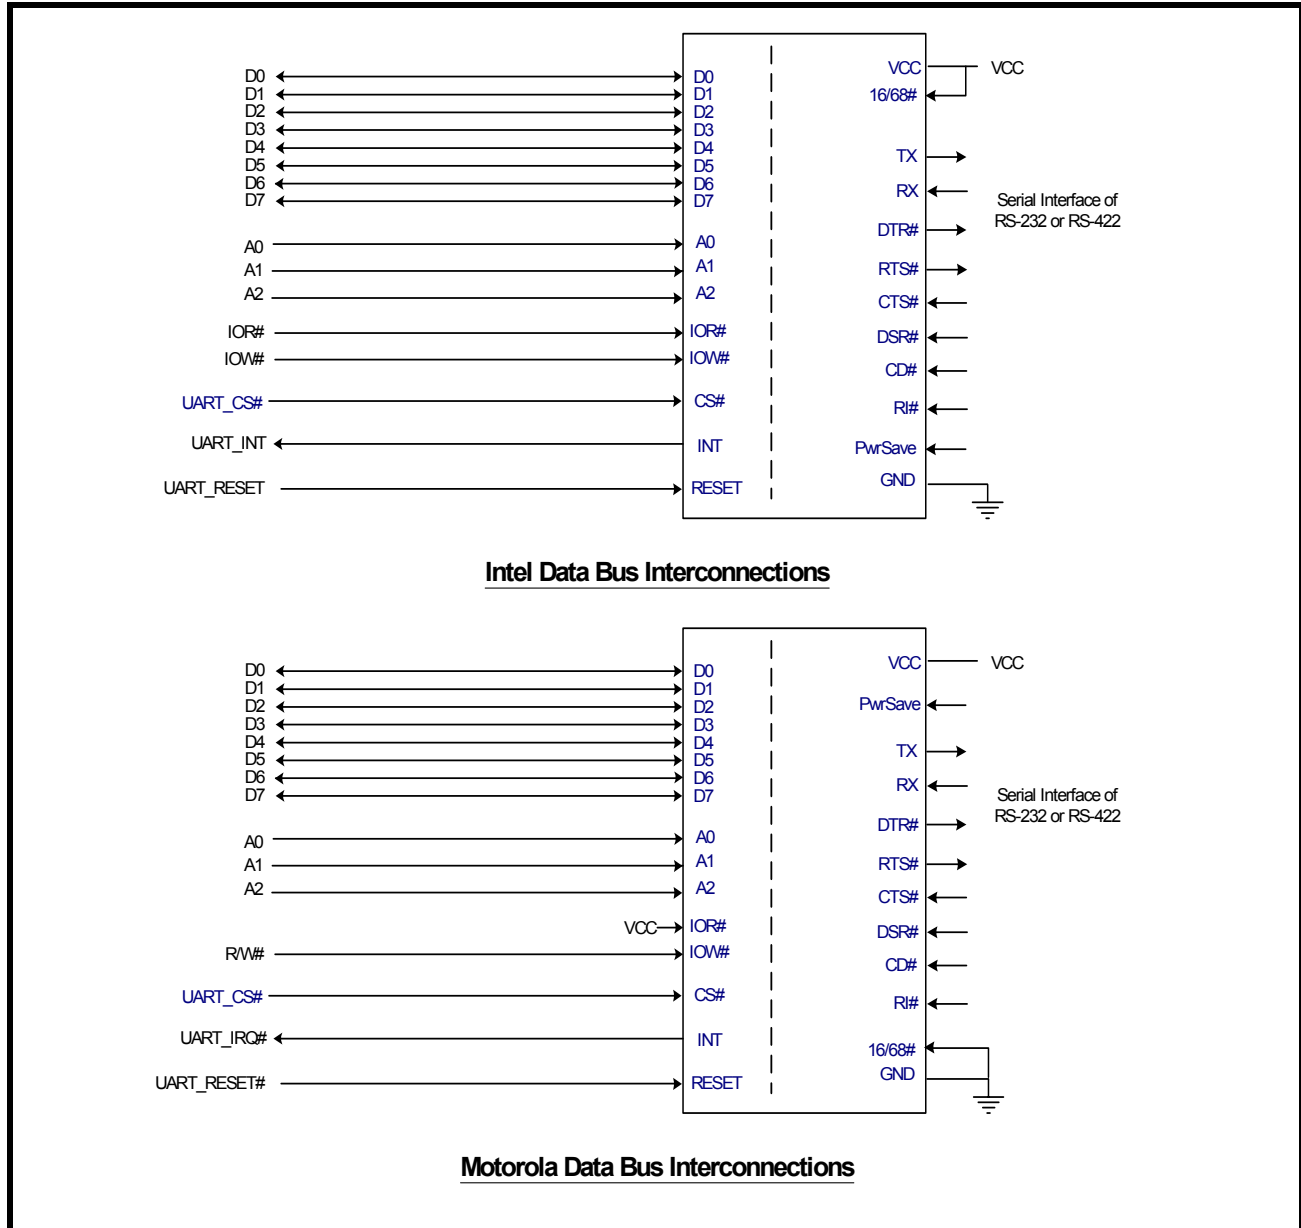 D0 D0 VCC VCC
D1 D1 16/68#
D2 D2
D3 D3
D4 D4 TX
D5 D5
D6 D6 RX
D7 D7 Serial Interface of
RS-232 or RS-422
DTR#
A0 A0
A1 A1 RTS#
A2 A2 CTS#
IOR# IOR# DSR#
IOW# IOW# CD#
UART_CS# CS# RI#
UART_INT INT PwrSave
UART_RESET RESET GND
Intel Data Bus Interconnections
D0 D0 VCC VCC
D1 D1
D2 D2 PwrSave
D3 D3
D4 D4 TX
D5 D5
D6 D6 RX
D7 D7 Serial Interface of
RS-232 or RS-422
DTR#
A0 A0
A1 A1 RTS#
A2 A2 CTS#
VCC IOR# DSR#
R/W# IOW# CD#
UART_CS# CS# RI#
UART_IRQ# INT 16/68#
UART_RESET# RESET GND
Motorola Data Bus Interconnections